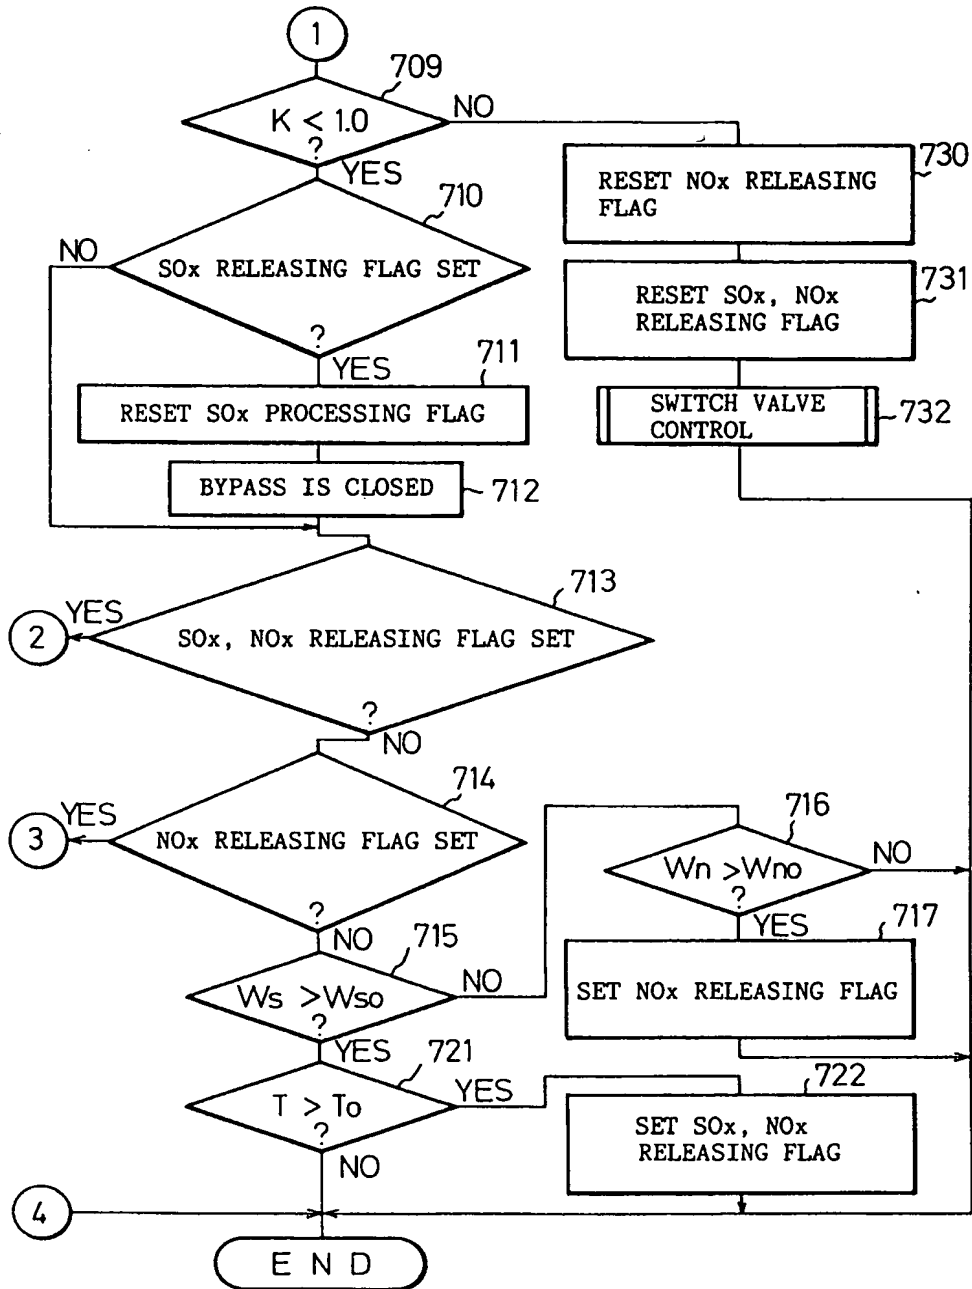 1
709
K < 1.0
?
NO
YES
730
RESET NOx RELEASING
FLAG
710
NO
SOx RELEASING FLAG SET
?
YES
731
RESET SOx, NOx
RELEASING FLAG
711
RESET SOx PROCESSING FLAG
SWITCH VALVE
CONTROL
732
BYPASS IS CLOSED
712
713
YES
2
SOx, NOx RELEASING FLAG SET
?
NO
714
YES
3
NOx RELEASING FLAG SET
?
NO
716
Wn >Wno
?
NO
YES
715
Ws >Wso
?
NO
YES
717
SET NOx RELEASING FLAG
721
T > To
?
YES
NO
722
SET SOx, NOx
RELEASING FLAG
4
END